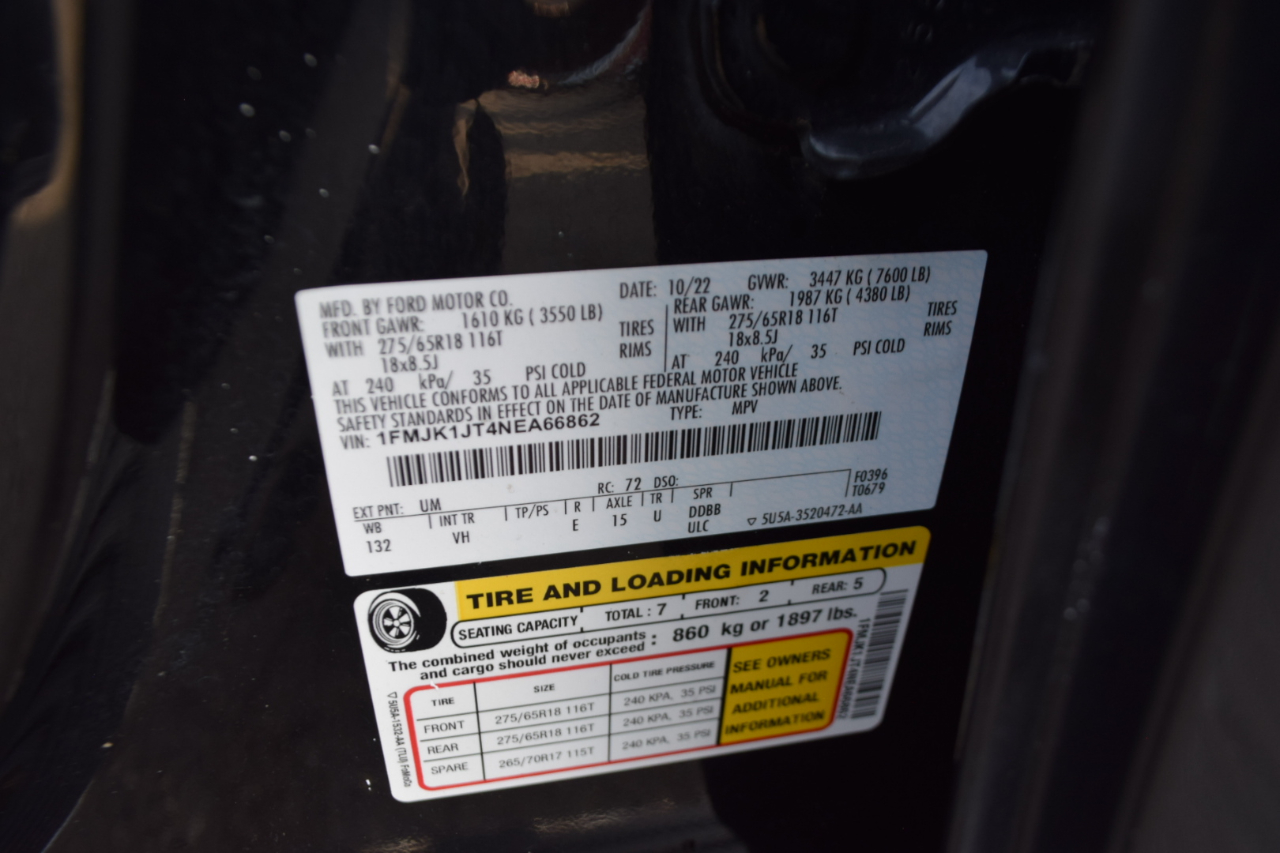 MFD. BY FORD MOTOR CO.
DATE: 10/22 GVWR: 3447 KG ( 7600 LB)
FRONT GAWR: 1610 KG ( 3550 LB)
WITH 275/65R18 116T TIRES
18x8.5J RIMS
AT 240 kPa/ 35 PSI COLD
REAR GAWR: 1987 KG ( 4380 LB)
WITH 275/65R18 116T TIRES
18x8.5J RIMS
AT 240 kPa/ 35 PSI COLD
THIS VEHICLE CONFORMS TO ALL APPLICABLE FEDERAL MOTOR VEHICLE
SAFETY STANDARDS IN EFFECT ON THE DATE OF MANUFACTURE SHOWN ABOVE.
VIN: 1FMJK1JT4NEA66862 TYPE: MPV
EXT PNT: UM RC: 72 DSO: F0396
WB INT TR TP/PS R AXLE TR SPR T0679
132 VH E 15 U DDBB
ULC ▽ 5U5A-3520472-AA
TIRE AND LOADING INFORMATION
SEATING CAPACITY TOTAL : 7 FRONT: 2 REAR: 5
The combined weight of occupants : 860 kg or 1897 lbs.
and cargo should never exceed
TIRE SIZE COLD TIRE PRESSURE
FRONT 275/65R18 116T 240 KPA, 35 PSI
REAR 275/65R18 116T 240 KPA, 35 PSI
SPARE 265/70R17 115T 240 KPA, 35 PSI
SEE OWNERS
MANUAL FOR
ADDITIONAL
INFORMATION
1FMJK1JT4NEA66862